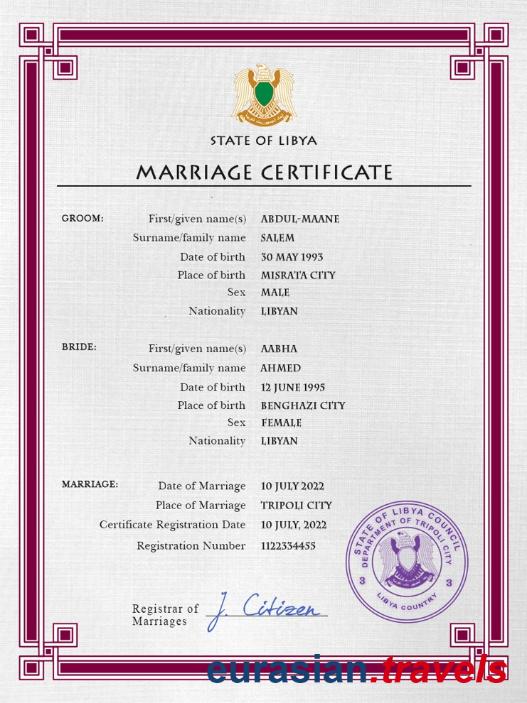 STATE OF LIBYA
MARRIAGE CERTIFICATE
GROOM: First/given name(s) ABDUL-MAANE
Surname/family name SALEM
Date of birth 30 MAY 1993
Place of birth MISRATA CITY
Sex MALE
Nationality LIBYAN
BRIDE: First/given name(s) AABHA
Surname/family name AHMED
Date of birth 12 JUNE 1995
Place of birth BENGHAZI CITY
Sex FEMALE
Nationality LIBYAN
MARRIAGE: Date of Marriage 10 JULY 2022
Place of Marriage TRIPOLI CITY
Certificate Registration Date 10 JULY, 2022
Registration Number 1122334455
STATE OF LIBYA COUNCIL
DEPARTMENT OF TRIPOLI CITY
3 3
LIBYA COUNTRY
Registrar of
Marriages
J. Citizen
eurasian.travels